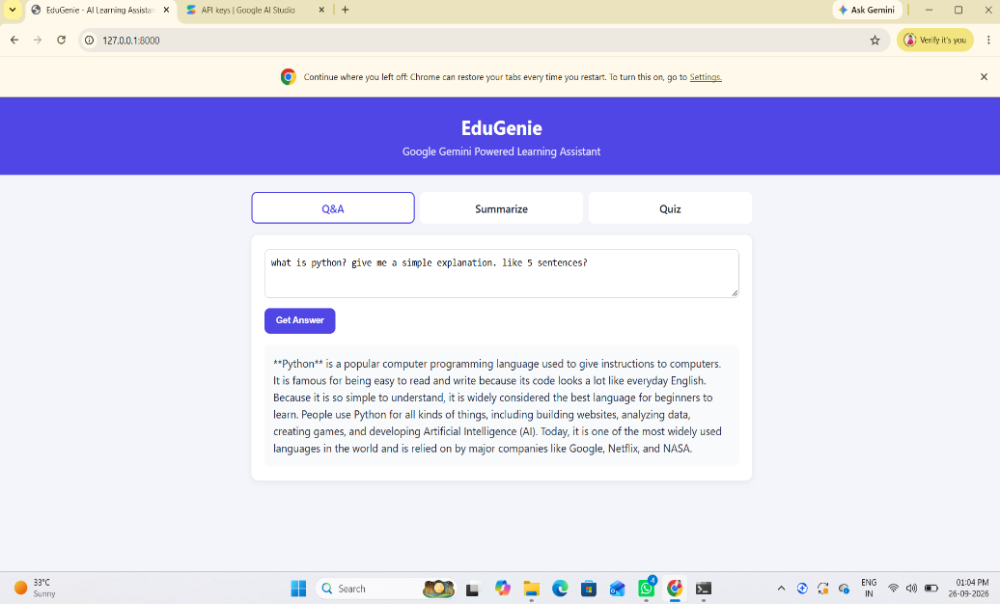 EduGenie - AI Learning Assistan
API keys | Google AI Studio
Ask Gemini
127.0.0.1:8000
Verify it's you
Continue where you left off: Chrome can restore your tabs every time you restart. To turn this on, go to Settings.
EduGenie
Google Gemini Powered Learning Assistant
Q&A
Summarize
Quiz
what is python? give me a simple explanation. like 5 sentences?
Get Answer
**Python** is a popular computer programming language used to give instructions to computers.
It is famous for being easy to read and write because its code looks a lot like everyday English.
Because it is so simple to understand, it is widely considered the best language for beginners to
learn. People use Python for all kinds of things, including building websites, analyzing data,
creating games, and developing Artificial Intelligence (AI). Today, it is one of the most widely used
languages in the world and is relied on by major companies like Google, Netflix, and NASA.
33°C
Sunny
Search
4
ENG
IN
01:04 PM
26-09-2026